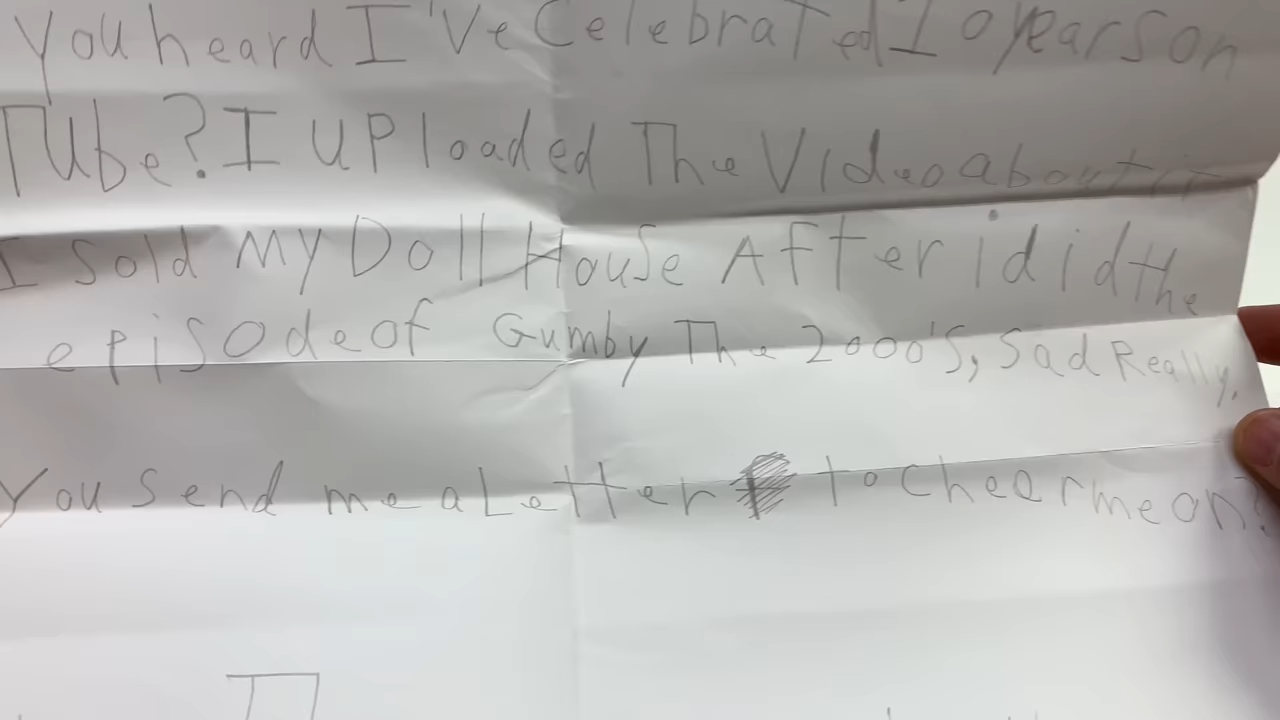 You heard I've Celebrated 10 years on
Tube? I UPloaded The Video about it
I Sold MY Doll House After i did the
episode of Gumby The 2000's, Sad Really.
You Send me a Letter to cheer me on?